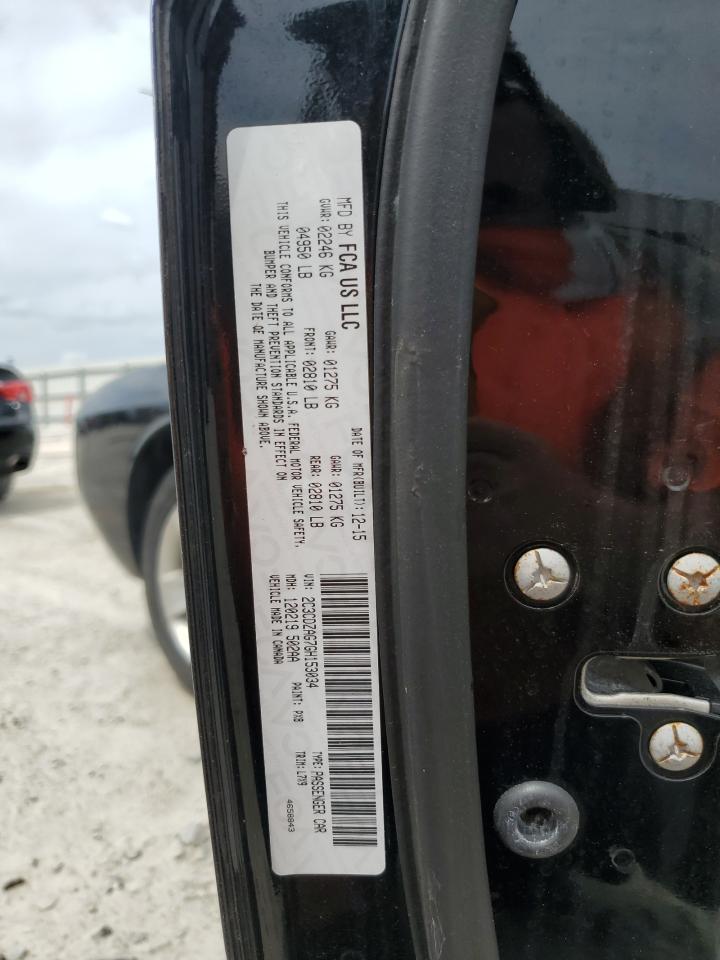 MFD BY FCA US LLC
DATE OF MFR(BUILT): 12-15
GVWR: 02246 KG
GAWR: 01275 KG
GAWR: 01275 KG
04950 LB
FRONT: 02810 LB
REAR: 02810 LB
THIS VEHICLE CONFORMS TO ALL APPLICABLE U.S.A. FEDERAL MOTOR VEHICLE SAFETY,
BUMPER AND THEFT PREVENTION STANDARDS IN EFFECT ON
THE DATE OF MANUFACTURE SHOWN ABOVE.
VIN: 2C3CDZAG7GH153034
TYPE: PASSENGER CAR
MDH: 120219 502AA
PAINT: PX8
TRIM: L7X9
VEHICLE MADE IN CANADA
4658843